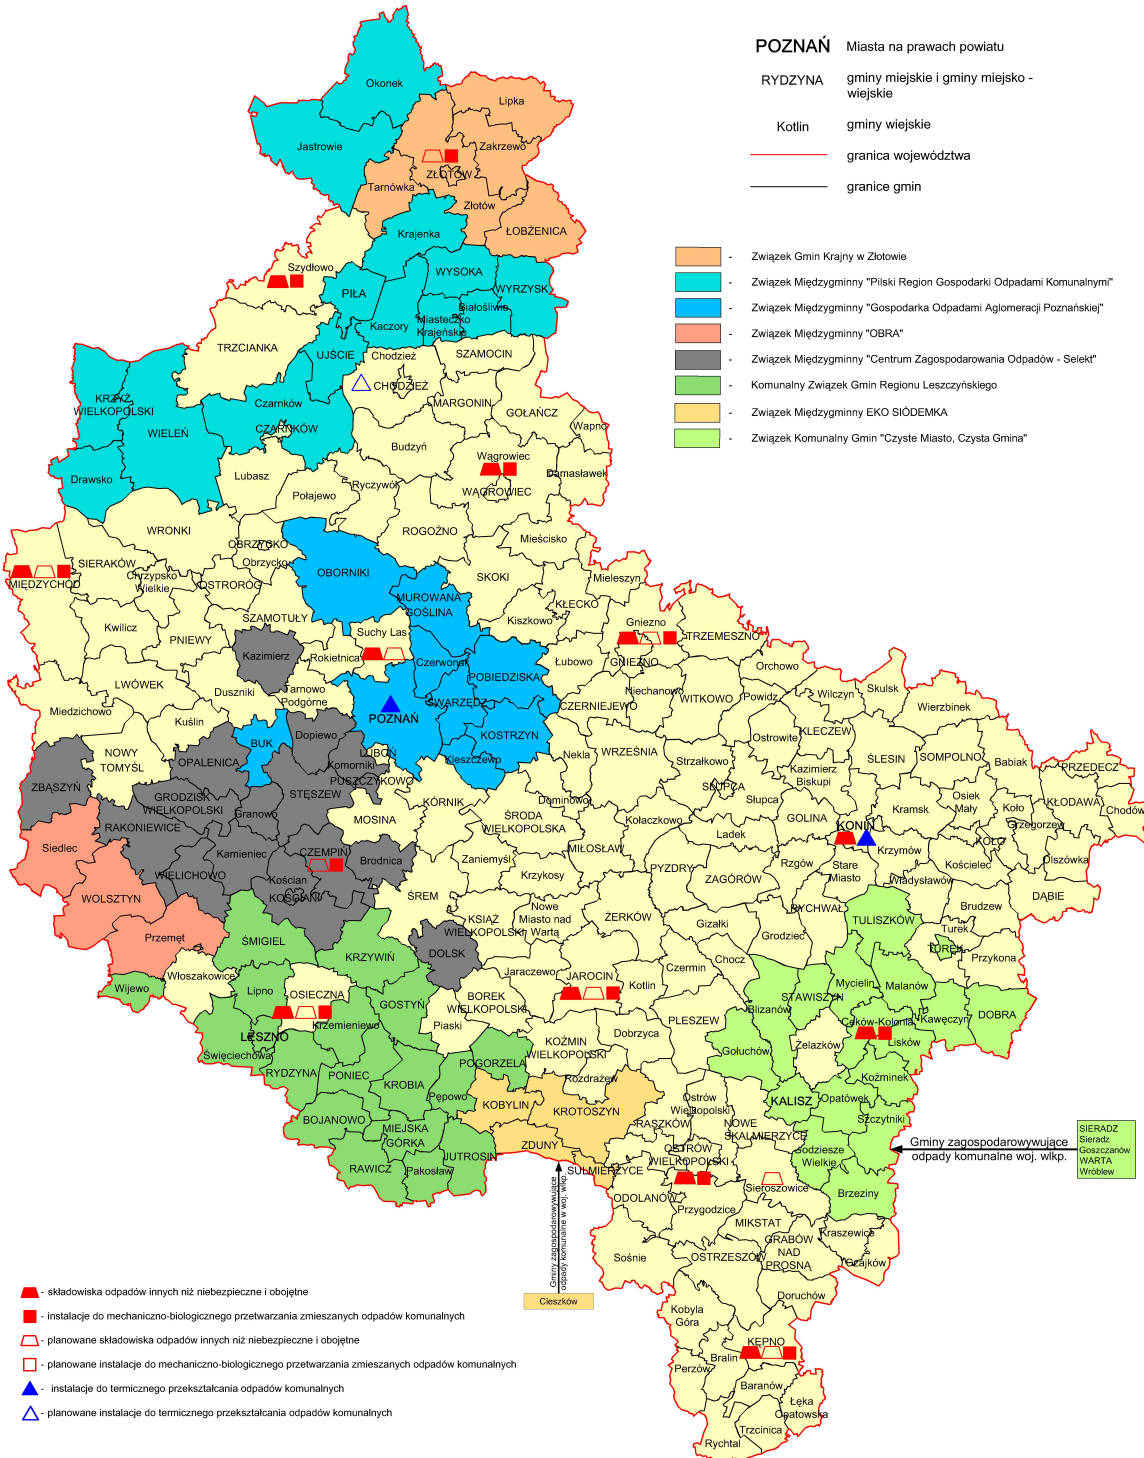 POZNAŃ Miasta na prawach powiatu
RYDZYNA gminy miejskie i gminy miejsko -
wiejskie
Kotlin gminy wiejskie
granica województwa
granice gmin
- Związek Gmin Krajny w Złotowie
- Związek Międzygminny "Pilski Region Gospodarki Odpadami Komunalnymi"
- Związek Międzygminny "Gospodarka Odpadami Aglomeracji Poznańskiej"
- Związek Międzygminny "OBRA"
- Związek Międzygminny "Centrum Zagospodarowania Odpadów - Selekt"
- Komunalny Związek Gmin Regionu Leszczyńskiego
- Związek Międzygminny EKO SIÓDEMKA
- Związek Komunalny Gmin "Czyste Miasto, Czysta Gmina"
Okonek
Lipka
Jastrowie
Zakrzewo
ZŁOTÓW
Tarnówka
Złotów
ŁOBŻENICA
Krajenka
Szydłowo
WYSOKA
WYRZYSK
PIŁA
Białośliwie
Miasteczko
Krajeńskie
Kaczory
TRZCIANKA
UJŚCIE
Chodzież
SZAMOCIN
CHODZIEŻ
KRZYŻ
WIELKOPOLSKI
MARGONIN
GOŁAŃCZ
Czarnków
CZARNKÓW
WIELEŃ
Wapno
Budzyń
Wągrowiec
Damasławek
Drawsko
Lubasz
Połajewo
Ryczywół
WĄGROWIEC
WRONKI
ROGOŹNO
Mieścisko
OBRZYCKO
Obrzycko
SIERAKÓW
Chrzypsko
Wielkie
OSTRORÓG
OBORNIKI
MIĘDZYCHÓD
SKOKI
Mieleszyn
MUROWANA
GOŚLINA
KŁECKO
Kwilicz
PNIEWY
SZAMOTUŁY
Suchy Las
Kiszkowo
Gniezno
TRZEMESZNO
Kazimierz
Rokietnica
Czerwonak
Łubowo
GNIEZNO
Orchowo
LWÓWEK
Duszniki
Tarnowo
Podgórne
POBIEDZISKA
Niechanowo
WITKOWO
Powidz
Wilczyn
Skulsk
Miedzichowo
Kuślin
SWARZĘDZ
CZERNIEJEWO
Wierzbinek
POZNAŃ
KOSTRZYN
KLECZEW
Ostrowite
BUK
Dopiewo
NOWY
TOMYŚL
OPALENICA
LUBOŃ
Komorniki
Kleszczewo
Nekla
WRZEŚNIA
Strzałkowo
Kazimierz
Biskupi
ŚLESIN
SOMPOLNO
Babiak
PRZEDECZ
ZBĄSZYŃ
PUSZCZYKOWO
STĘSZEW
SŁUPCA
Słupca
GRODZISK
WIELKOPOLSKI
Granowo
KÓRNIK
Dominowo
Osiek
Mały
KŁODAWA
Chodów
MOSINA
ŚRODA
WIELKOPOLSKA
Kołaczkowo
GOLINA
Kramsk
Koło
Grzegorzew
RAKONIEWICE
KONIN
KOŁO
Siedlec
Kamieniec
CZEMPIŃ
Brodnica
Zaniemyśl
MIŁOSŁAW
Lądek
Krzymów
Rzgów
Stare
Miasto
Kościelec
Olszówka
WIELICHOWO
Kościan
KOŚCIAN
Krzykosy
PYZDRY
ZAGÓRÓW
Władysławów
WOLSZTYN
ŚREM
DĄBIE
KSIĄŻ
WIELKOPOLSKI
Nowe
Miasto nad
Wartą
ŻERKÓW
RYCHWAŁ
Brudzew
TULISZKÓW
Gizałki
Grodziec
Turek
TUREK
Przemęt
ŚMIGIEL
KRZYWIŃ
DOLSK
Przykona
Włoszakowice
Jaraczewo
JAROCIN
Kotlin
Czermin
Chocz
Wijewo
Lipno
OSIECZNA
GOSTYŃ
BOREK
WIELKOPOLSKI
Piaski
STAWISZYN
Blizanów
Mycielin
Malanów
Kawęczyn
DOBRA
Krzemieniewo
PLESZEW
Dobrzyca
Ceków-Kolonia
LESZNO
Lisków
Święciechowa
KOŹMIN
WIELKOPOLSKI
Gołuchów
Żelazków
POGORZELA
RYDZYNA
PONIEC
KROBIA
Pępowo
Rozdrażew
Koźminek
KOBYLIN
KROTOSZYN
Ostrów
Wielkopolski
KALISZ
Opatówek
Szczytniki
BOJANOWO
MIEJSKA
GÓRKA
RASZKÓW
NOWE
SKALMIERZYCE
ZDUNY
JUTROSIN
RAWICZ
Pakosław
SULMIERZYCE
OSTRÓW
WIELKOPOLSKI
Godziesze
Wielkie
Gminy zagospodarowywujące
odpady komunalne woj. wlkp.
SIERADZ
Sieradz
Goszczanów
WARTA
Wróblew
Sieroszowice
Brzeziny
ODOLANÓW
Przygodzice
MIKSTAT
Kraszewice
GRABÓW
NAD
PROSNĄ
Sośnie
OSTRZESZÓW
Czajków
Gminy zagospodarowywujące
odpady komunalne w woj. wlkp.
Cieszków
Doruchów
Kobyla
Góra
KĘPNO
Bralin
Perzów
Baranów
Łęka
Opatowska
Trzcinica
Rychtal
- składowiska odpadów innych niż niebezpieczne i obojętne
- instalacje do mechaniczno-biologicznego przetwarzania zmieszanych odpadów komunalnych
- planowane składowiska odpadów innych niż niebezpieczne i obojętne
- planowane instalacje do mechaniczno-biologicznego przetwarzania zmieszanych odpadów komunalnych
- instalacje do termicznego przekształcania odpadów komunalnych
- planowane instalacje do termicznego przekształcania odpadów komunalnych